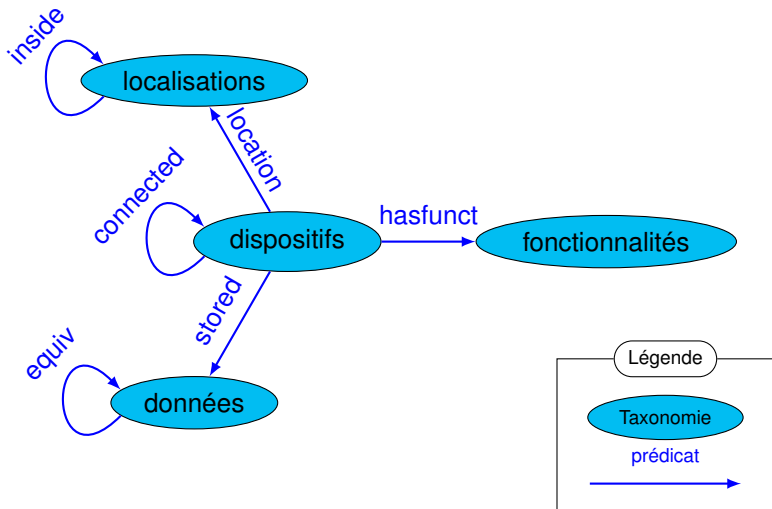 inside
localisations
location
connected
hasfunct
dispositifs
fonctionnalités
stored
equiv
données
Légende
Taxonomie
prédicat